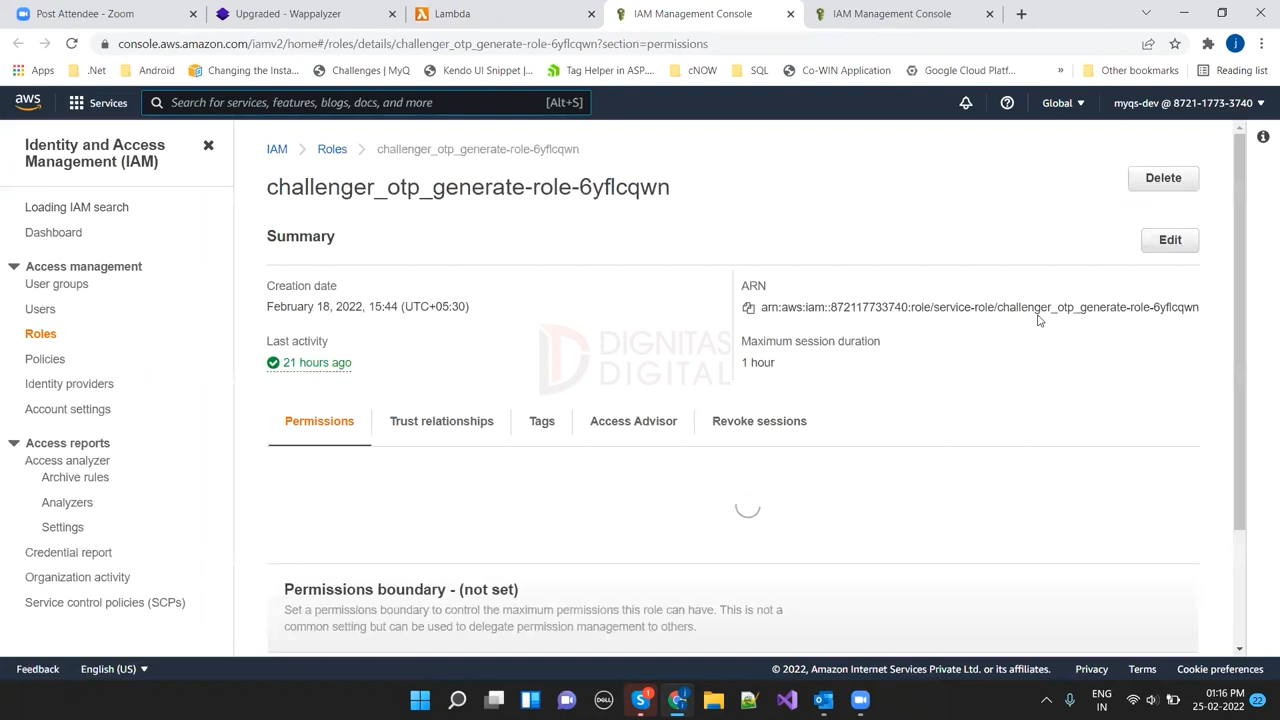 Post Attendee - Zoom
Upgraded - Wappalyzer
Lambda
IAM Management Console
IAM Management Console
console.aws.amazon.com/iamv2/home#/roles/details/challenger_otp_generate-role-6yflcqwn?section=permissions
j
Apps
.Net
Android
Changing the Insta...
Challenges | MyQ
Kendo UI Snippet |...
Tag Helper in ASP....
cNOW
SQL
Co-WIN Application
Google Cloud Platf...
»
Other bookmarks
Reading list
aws
Services
Search for services, features, blogs, docs, and more
[Alt+S]
Global
myqs-dev @ 8721-1773-3740
Identity and Access
Management (IAM)
Loading IAM search
Dashboard
Access management
User groups
Users
Roles
Policies
Identity providers
Account settings
Access reports
Access analyzer
Archive rules
Analyzers
Settings
Credential report
Organization activity
Service control policies (SCPs)
IAM
Roles
challenger_otp_generate-role-6yflcqwn
challenger_otp_generate-role-6yflcqwn
Delete
Summary
Edit
Creation date
February 18, 2022, 15:44 (UTC+05:30)
ARN
arn:aws:iam::872117733740:role/service-role/challenger_otp_generate-role-6yflcqwn
Last activity
21 hours ago
Maximum session duration
1 hour
DIGNITAS
DIGITAL
Permissions
Trust relationships
Tags
Access Advisor
Revoke sessions
Permissions boundary - (not set)
Set a permissions boundary to control the maximum permissions this role can have. This is not a
common setting but can be used to delegate permission management to others.
Feedback
English (US)
© 2022, Amazon Internet Services Private Ltd. or its affiliates.
Privacy
Terms
Cookie preferences
DELL
S
1
ENG
IN
01:16 PM
25-02-2022
22